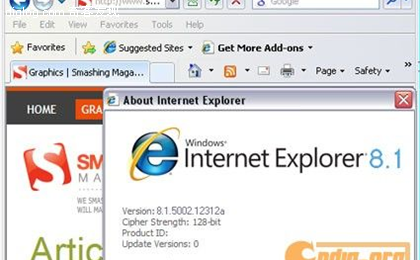 http://www.s...
Google
File Edit View Favorites Tools Help
Favorites Suggested Sites Get More Add-ons
Graphics | Smashing Maga... Page Safety
HOME GRA
About Internet Explorer
Windows
Internet Explorer 8.1
SM
MA
WE SMAS
WILL MA
Version: 8.1.5002.12312a
Cipher Strength: 128-bit
Product ID:
Update Versions: 0
Artic